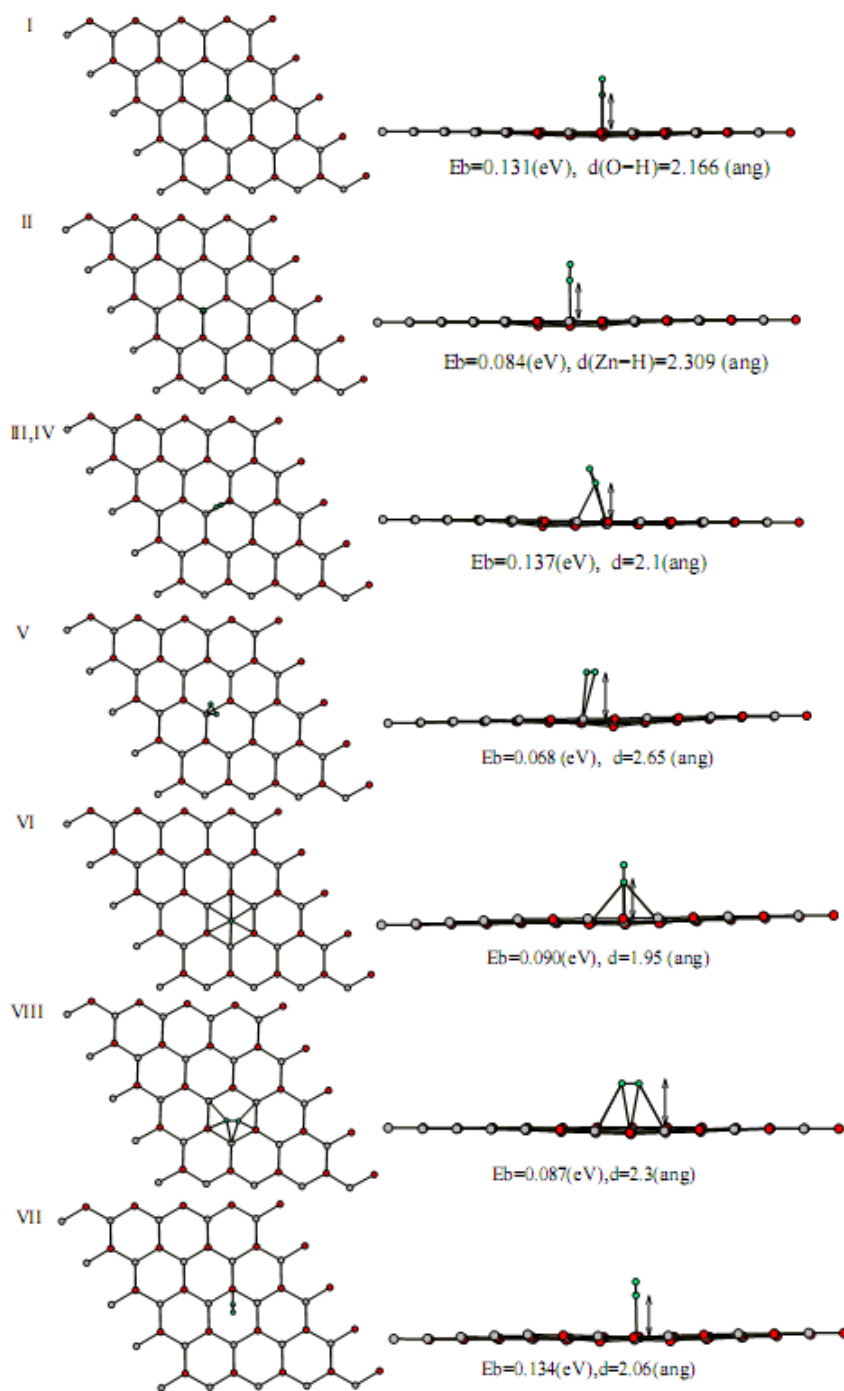 I
Eb=0.131(eV), d(O−H)=2.166 (ang)
II
Eb=0.084(eV), d(Zn−H)=2.309 (ang)
III,IV
Eb=0.137(eV), d=2.1(ang)
V
Eb=0.068 (eV), d=2.65 (ang)
VI
Eb=0.090(eV), d=1.95 (ang)
VIII
Eb=0.087(eV),d=2.3(ang)
VII
Eb=0.134(eV),d=2.06(ang)